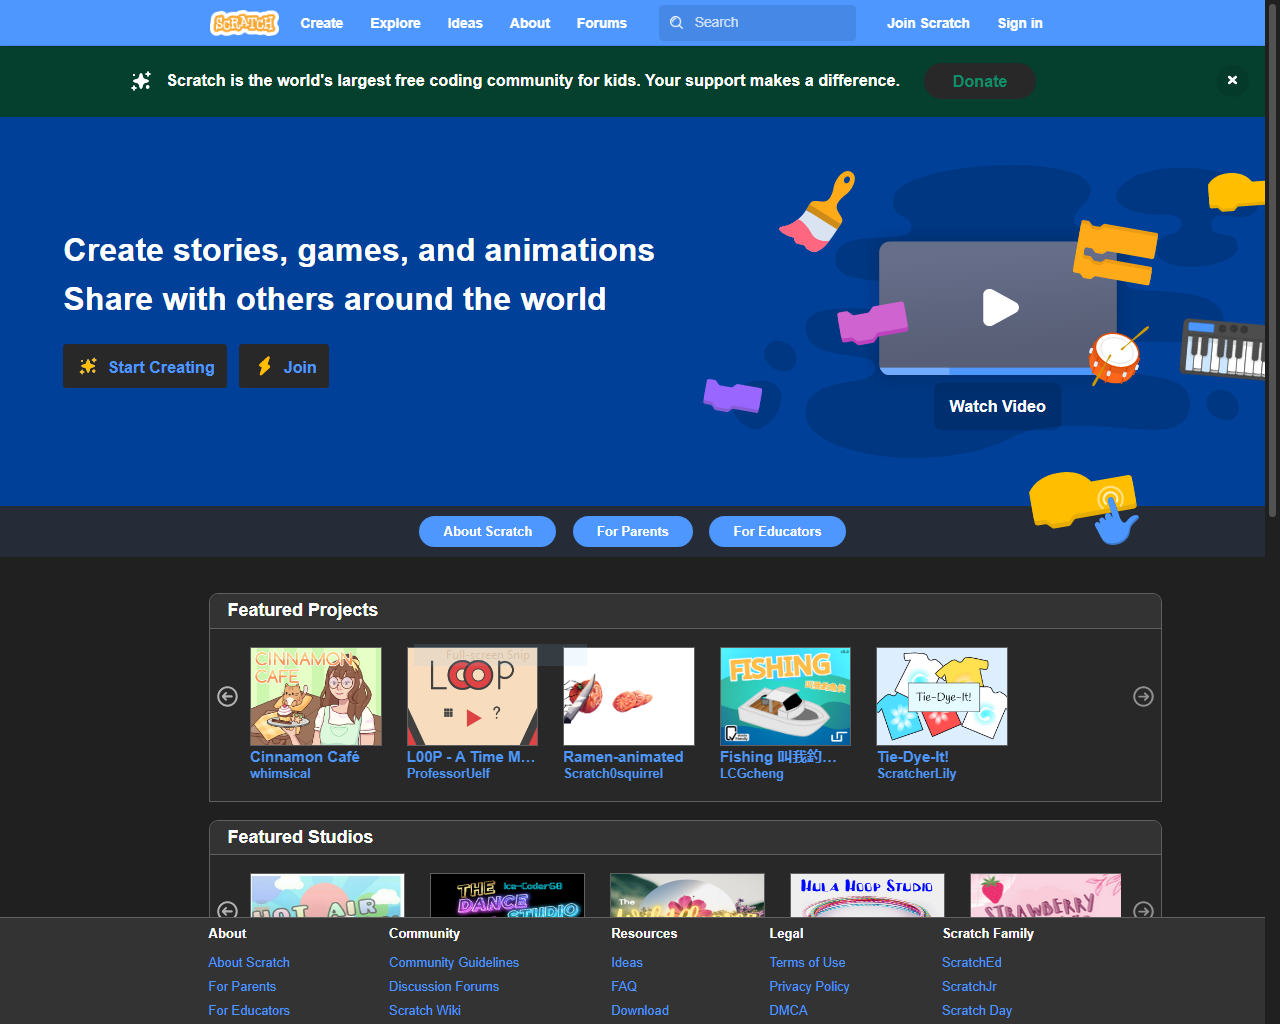 SCRATCH Create Explore Ideas About Forums Search Join Scratch Sign in
Scratch is the world's largest free coding community for kids. Your support makes a difference. Donate
Create stories, games, and animations
Share with others around the world
Start Creating Join
Watch Video
About Scratch For Parents For Educators
Featured Projects
Full-screen Snip
CINNAMON
CAFE
LOOP
?
FISHING
Tie-Dye-It!
Cinnamon Café L00P - A Time M... Ramen-animated Fishing 叫我釣... Tie-Dye-It!
whimsical ProfessorUelf Scratch0squirrel LCGcheng ScratcherLily
Featured Studios
HOT AIR
THE Ice-CoderGB
DANCE
STUDIO
The
HULA HOOP STUDIO
STRAWBERRY
About Community Resources Legal Scratch Family
About Scratch Community Guidelines Ideas Terms of Use ScratchEd
For Parents Discussion Forums FAQ Privacy Policy ScratchJr
For Educators Scratch Wiki Download DMCA Scratch Day